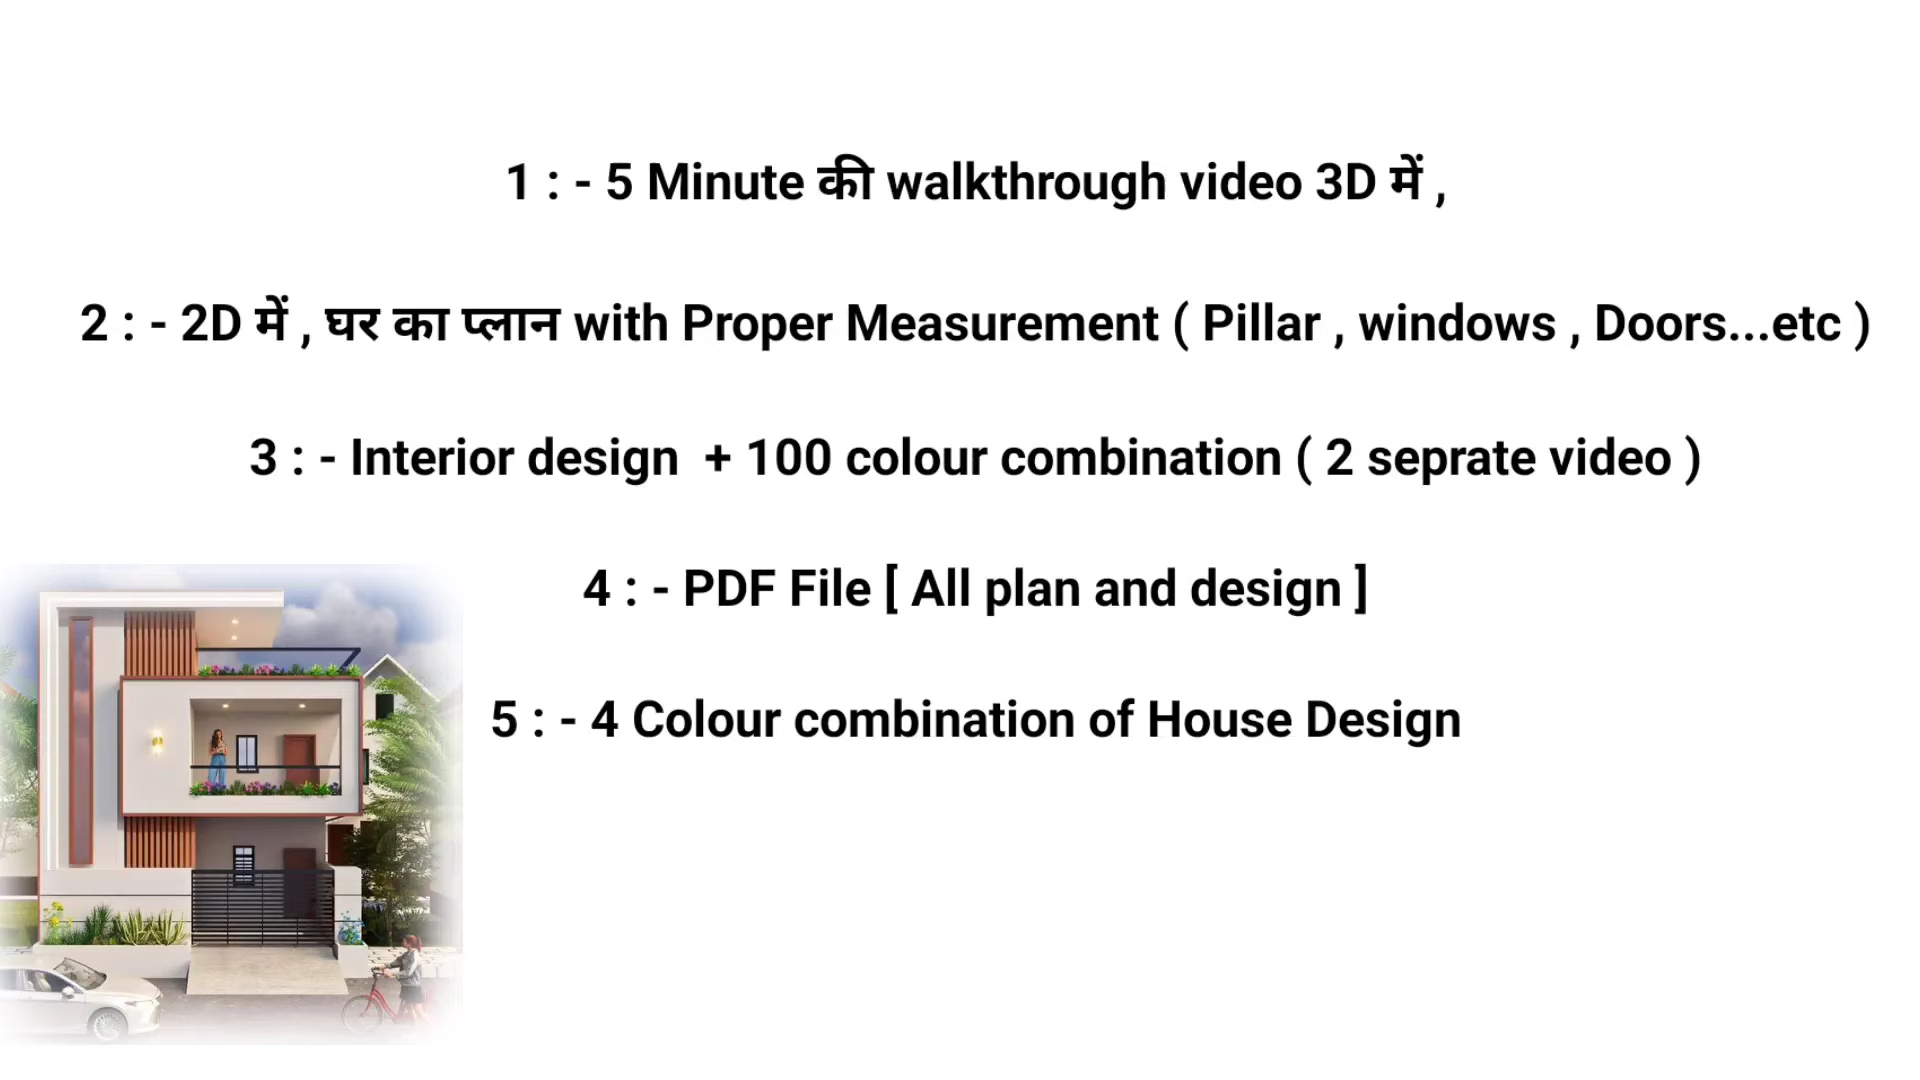 1 : - 5 Minute की walkthrough video 3D में ,
2 : - 2D में , घर का प्लान with Proper Measurement ( Pillar , windows , Doors...etc )
3 : - Interior design + 100 colour combination ( 2 seprate video )
4 : - PDF File [ All plan and design ]
5 : - 4 Colour combination of House Design